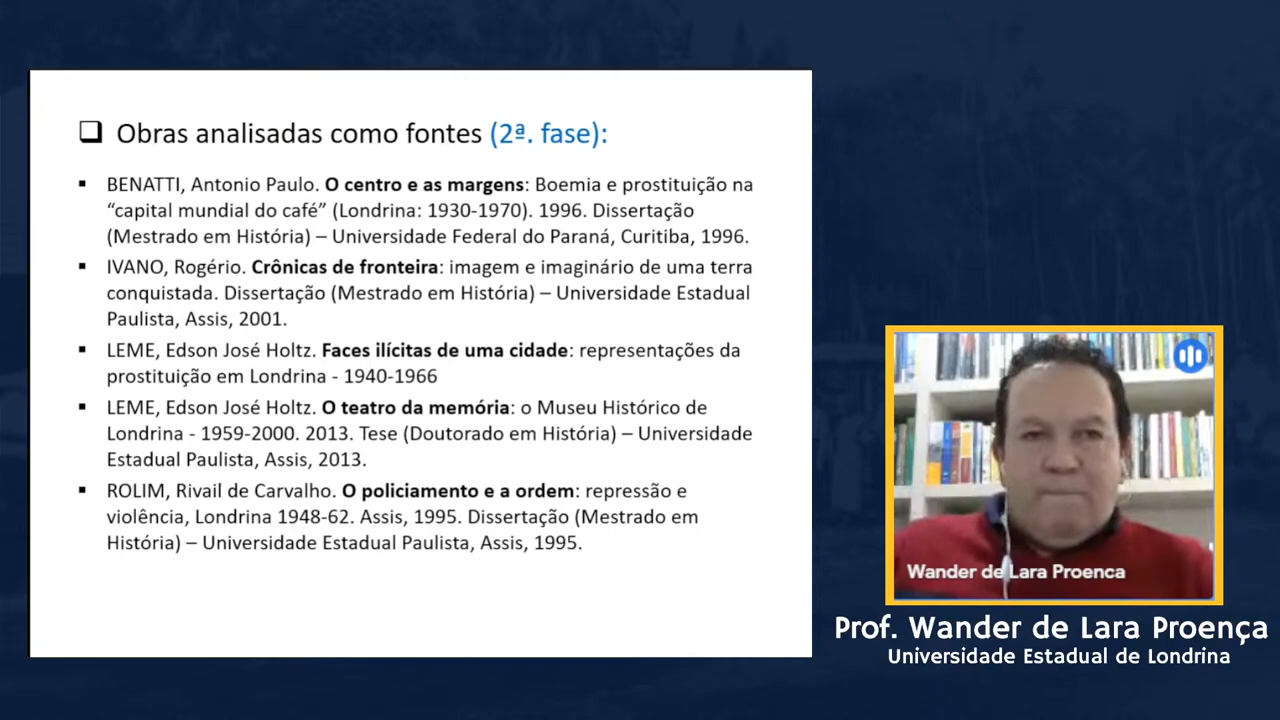 Obras analisadas como fontes (2ª. fase):
BENATTI, Antonio Paulo. O centro e as margens: Boemia e prostituição na
“capital mundial do café” (Londrina: 1930-1970). 1996. Dissertação
(Mestrado em História) – Universidade Federal do Paraná, Curitiba, 1996.
IVANO, Rogério. Crônicas de fronteira: imagem e imaginário de uma terra
conquistada. Dissertação (Mestrado em História) – Universidade Estadual
Paulista, Assis, 2001.
LEME, Edson José Holtz. Faces ilícitas de uma cidade: representações da
prostituição em Londrina - 1940-1966
LEME, Edson José Holtz. O teatro da memória: o Museu Histórico de
Londrina - 1959-2000. 2013. Tese (Doutorado em História) – Universidade
Estadual Paulista, Assis, 2013.
ROLIM, Rivail de Carvalho. O policiamento e a ordem: repressão e
violência, Londrina 1948-62. Assis, 1995. Dissertação (Mestrado em
História) – Universidade Estadual Paulista, Assis, 1995.
Wander de Lara Proenca
Prof. Wander de Lara Proença
Universidade Estadual de Londrina